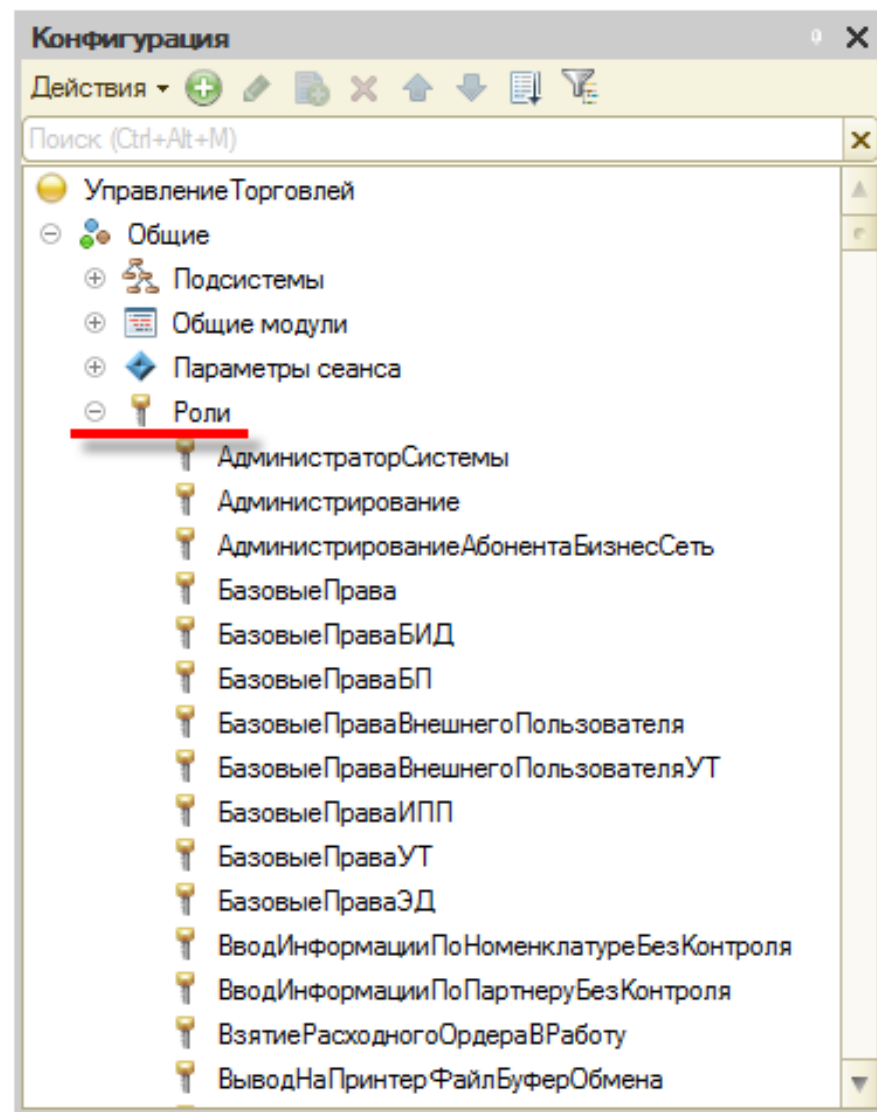 Конфигурация
Действия
Поиск (Ctrl+Alt+M)
УправлениеТорговлей
Общие
Подсистемы
Общие модули
Параметры сеанса
Роли
АдминистраторСистемы
Администрирование
АдминистрированиеАбонентаБизнесСеть
БазовыеПрава
БазовыеПраваБИД
БазовыеПраваБП
БазовыеПраваВнешнегоПользователя
БазовыеПраваВнешнегоПользователяУТ
БазовыеПраваИПП
БазовыеПраваУТ
БазовыеПраваЭД
ВводИнформацииПоНоменклатуреБезКонтроля
ВводИнформацииПоПартнеруБезКонтроля
ВзятиеРасходногоОрдераВРаботу
ВыводНаПринтерФайлБуферОбмена